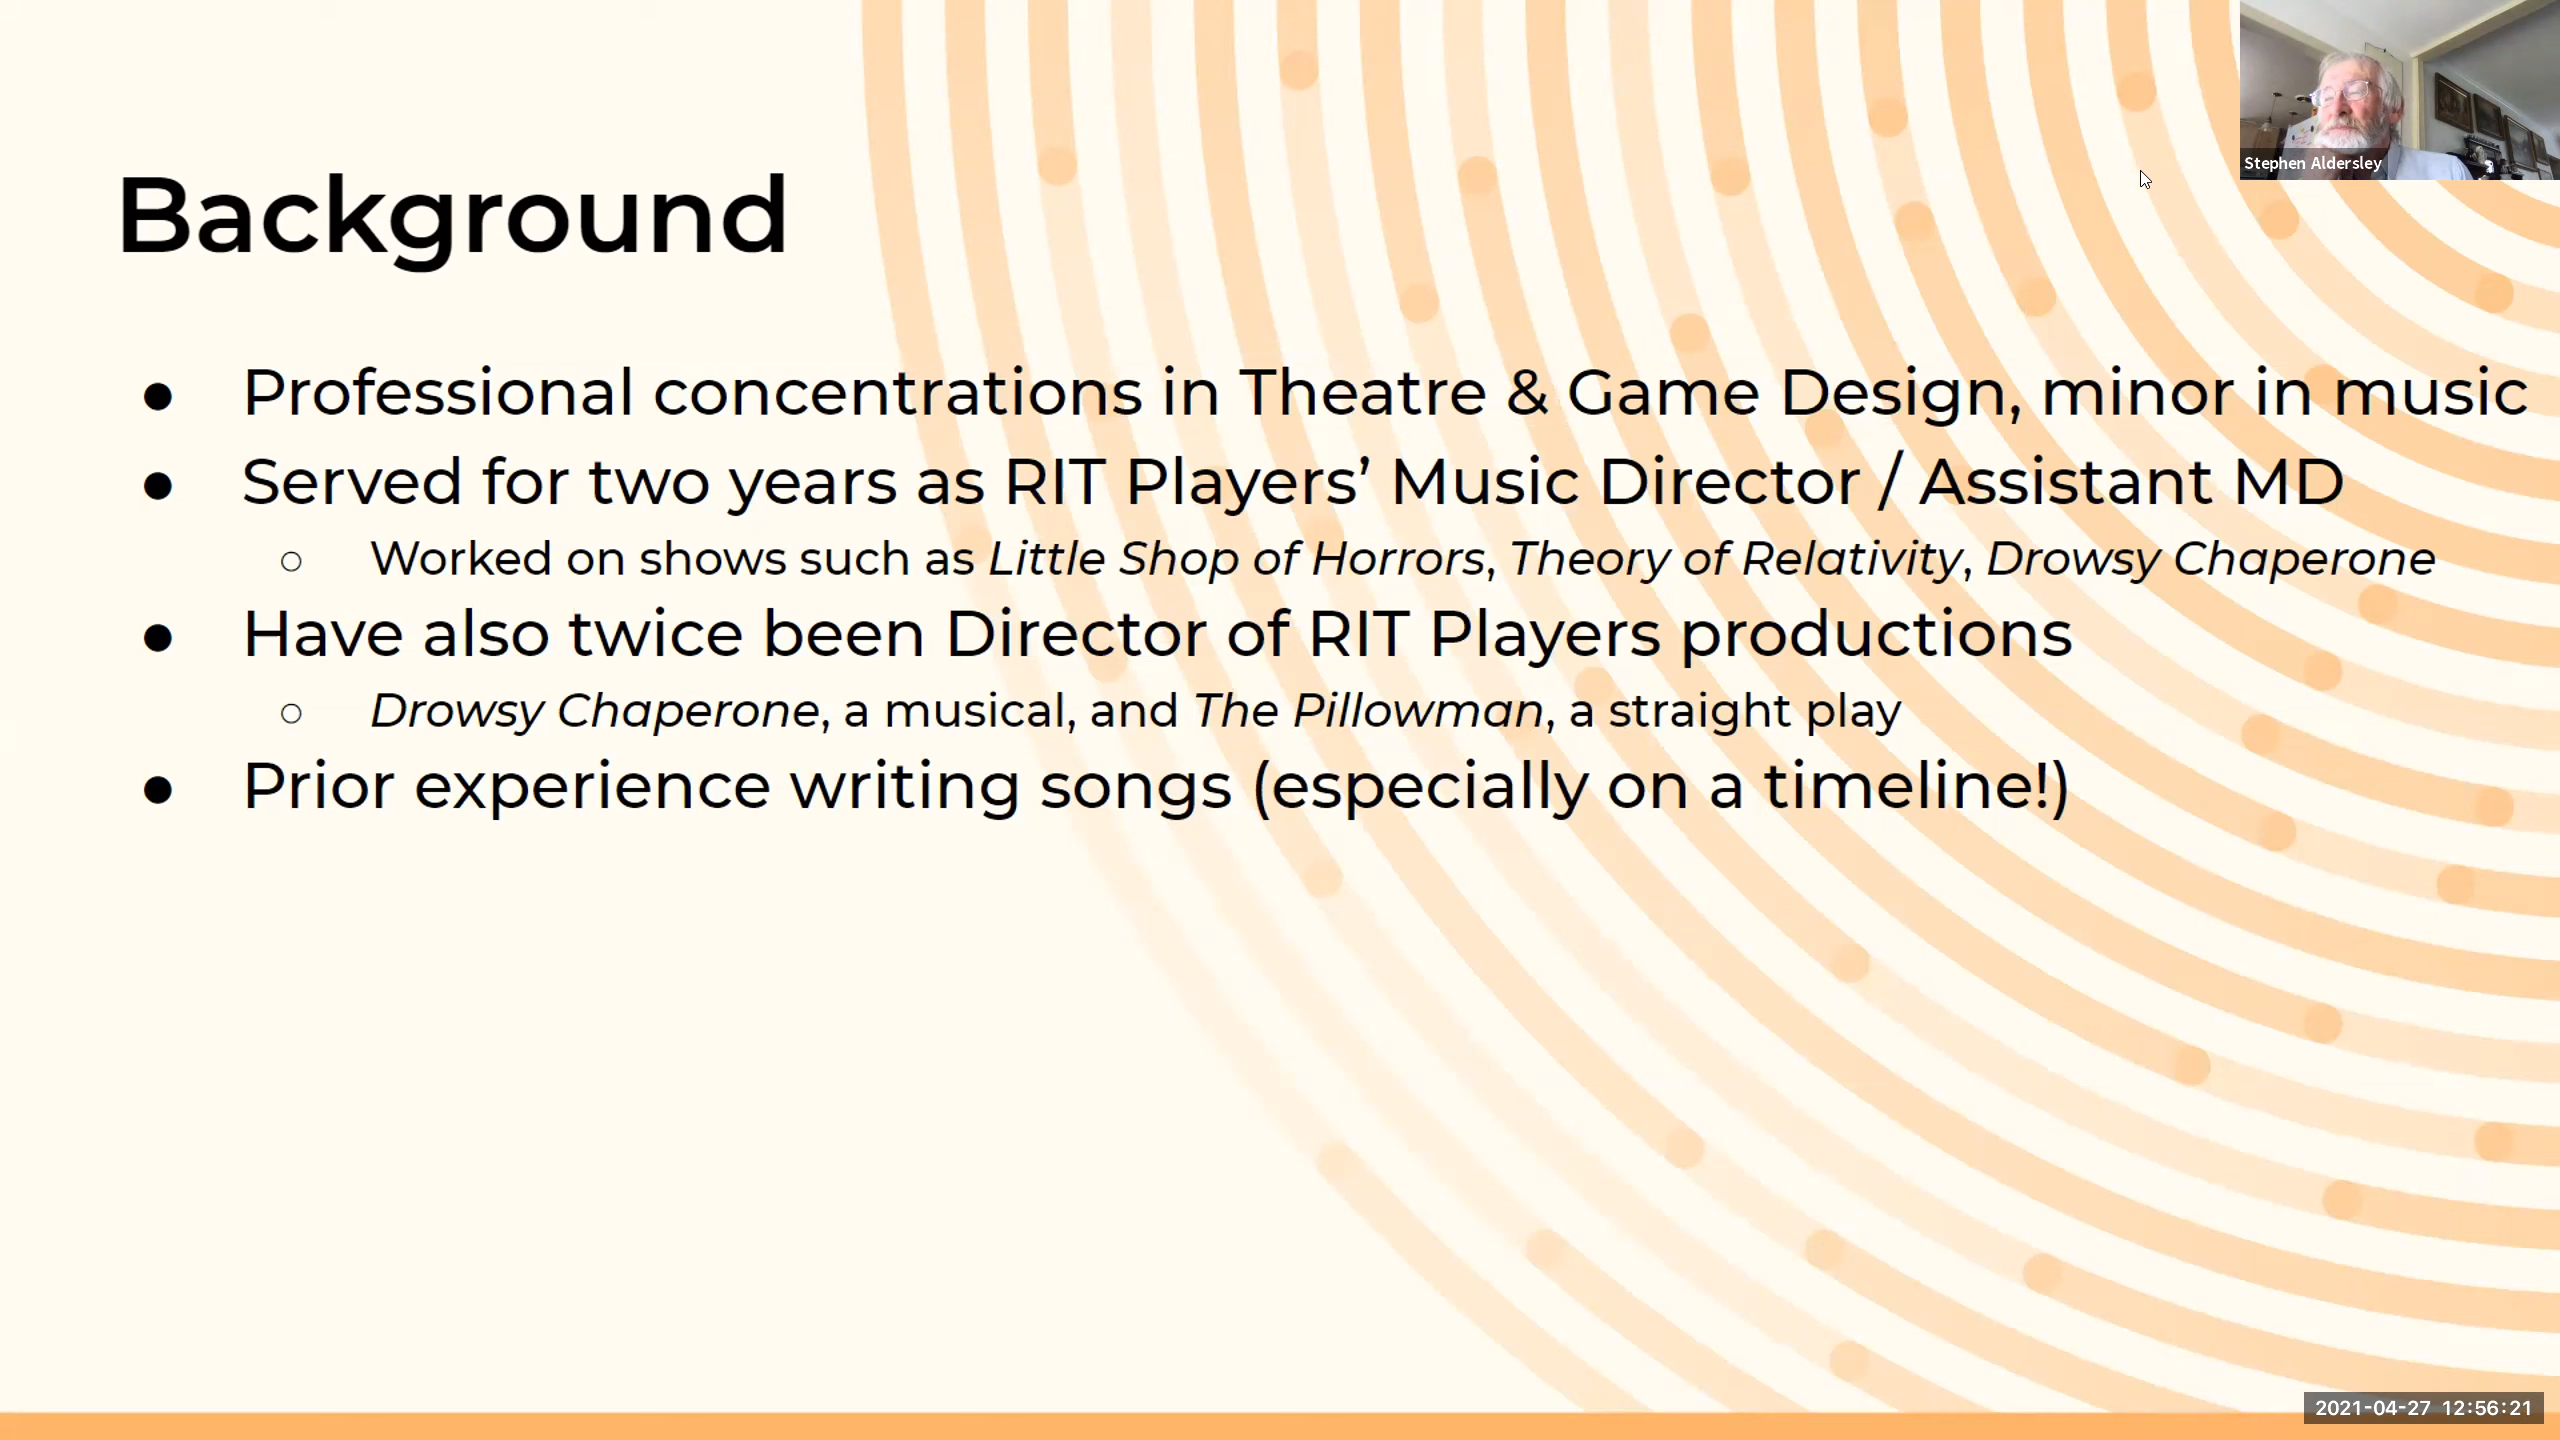 Stephen Aldersley
Background
● Professional concentrations in Theatre & Game Design, minor in music
● Served for two years as RIT Players’ Music Director / Assistant MD
○ Worked on shows such as Little Shop of Horrors, Theory of Relativity, Drowsy Chaperone
● Have also twice been Director of RIT Players productions
○ Drowsy Chaperone, a musical, and The Pillowman, a straight play
● Prior experience writing songs (especially on a timeline!)
2021-04-27 12:56:21